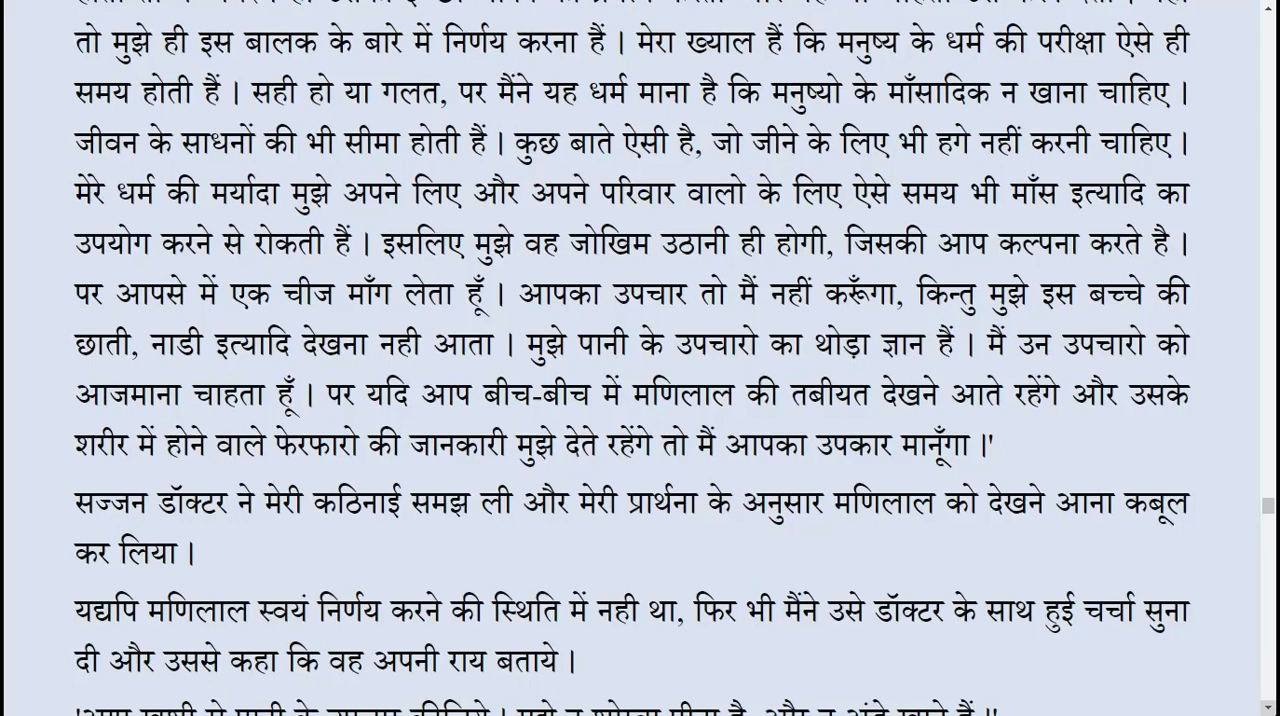 तो मुझे ही इस बालक के बारे में निर्णय करना हैं। मेरा ख्याल हैं कि मनुष्य के धर्म की परीक्षा ऐसे ही
समय होती हैं। सही हो या गलत, पर मैंने यह धर्म माना है कि मनुष्यो के माँसादिक न खाना चाहिए।
जीवन के साधनों की भी सीमा होती हैं। कुछ बाते ऐसी है, जो जीने के लिए भी हगे नहीं करनी चाहिए।
मेरे धर्म की मर्यादा मुझे अपने लिए और अपने परिवार वालो के लिए ऐसे समय भी माँस इत्यादि का
उपयोग करने से रोकती हैं। इसलिए मुझे वह जोखिम उठानी ही होगी, जिसकी आप कल्पना करते है।
पर आपसे में एक चीज माँग लेता हूँ। आपका उपचार तो मैं नहीं करूँगा, किन्तु मुझे इस बच्चे की
छाती, नाडी इत्यादि देखना नही आता। मुझे पानी के उपचारो का थोड़ा ज्ञान हैं। मैं उन उपचारो को
आजमाना चाहता हूँ। पर यदि आप बीच-बीच में मणिलाल की तबीयत देखने आते रहेंगे और उसके
शरीर में होने वाले फेरफारो की जानकारी मुझे देते रहेंगे तो मैं आपका उपकार मानूँगा।'
सज्जन डॉक्टर ने मेरी कठिनाई समझ ली और मेरी प्रार्थना के अनुसार मणिलाल को देखने आना कबूल
कर लिया।
यद्यपि मणिलाल स्वयं निर्णय करने की स्थिति में नही था, फिर भी मैंने उसे डॉक्टर के साथ हुई चर्चा सुना
दी और उससे कहा कि वह अपनी राय बताये।